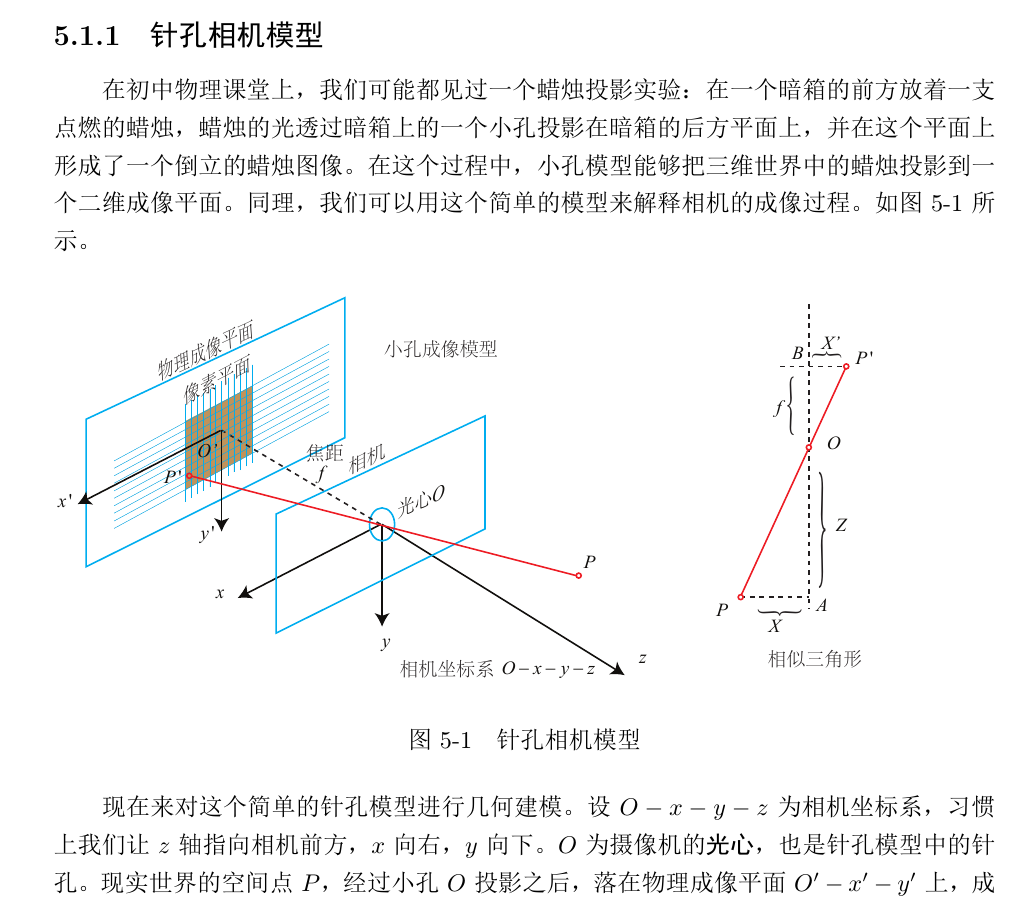 5.1.1 针孔相机模型
在初中物理课堂上，我们可能都见过一个蜡烛投影实验：在一个暗箱的前方放着一支
点燃的蜡烛，蜡烛的光透过暗箱上的一个小孔投影在暗箱的后方平面上，并在这个平面上
形成了一个倒立的蜡烛图像。在这个过程中，小孔模型能够把三维世界中的蜡烛投影到一
个二维成像平面。同理，我们可以用这个简单的模型来解释相机的成像过程。如图 5-1 所
示。
物理成像平面
像素平面
小孔成像模型
O'
P'
x'
y'
焦距
f
相机
光心O
P
x
y
z
相机坐标系 O－x－y－z
B
X'
P'
f
O
Z
P
A
X
相似三角形
图 5-1 针孔相机模型
现在来对这个简单的针孔模型进行几何建模。设 O − x − y − z 为相机坐标系，习惯
上我们让 z 轴指向相机前方，x 向右，y 向下。O 为摄像机的光心，也是针孔模型中的针
孔。现实世界的空间点 P，经过小孔 O 投影之后，落在物理成像平面 O′ − x′ − y′ 上，成